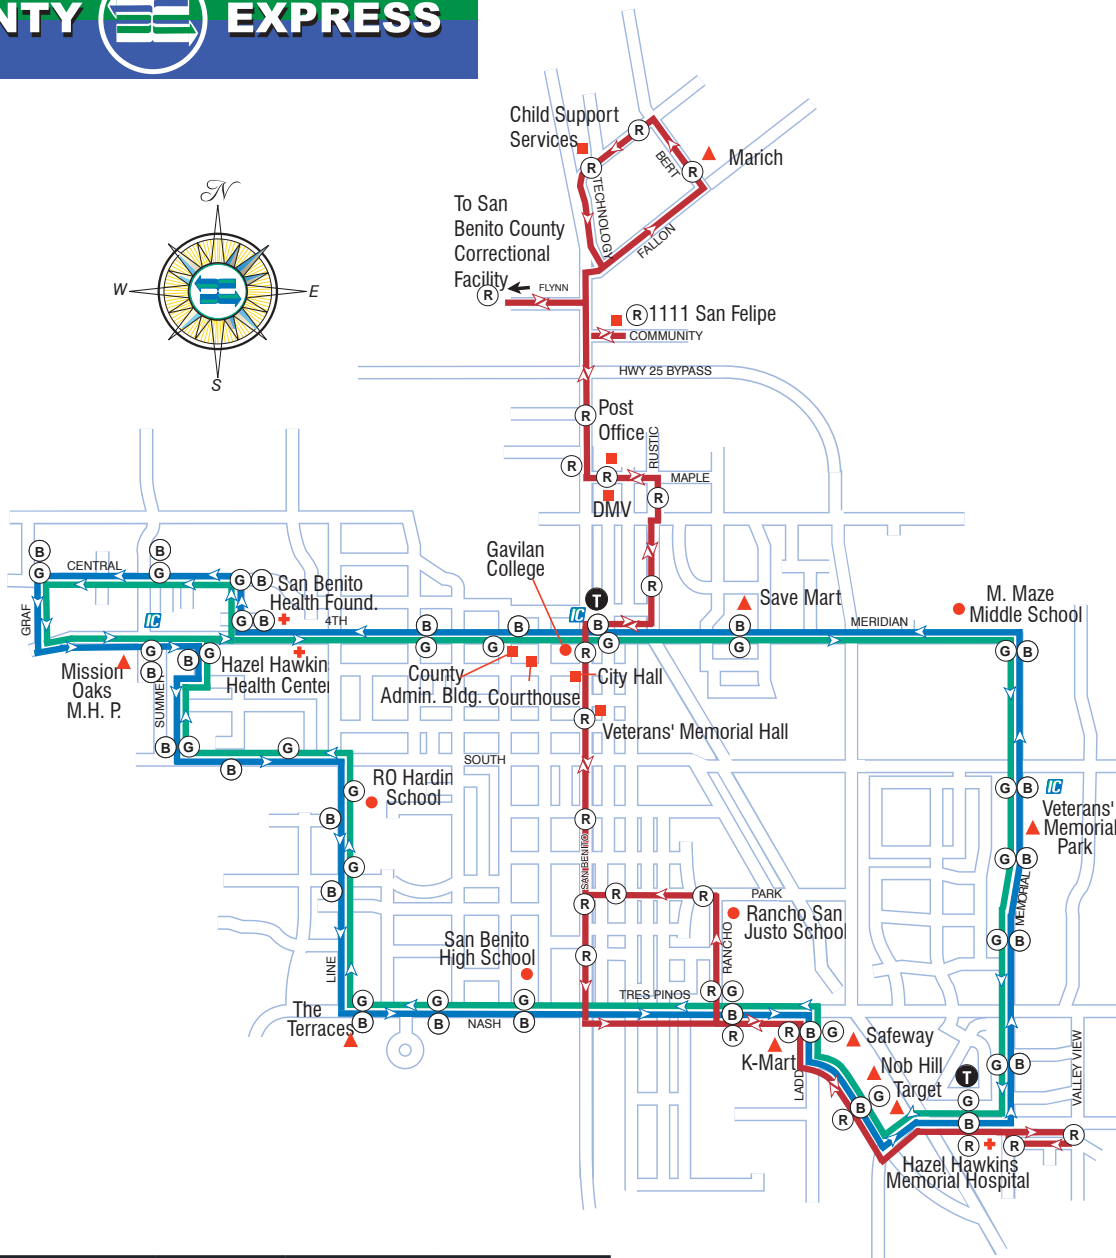 NTY EXPRESS
Child Support
Services
R
R
BERT
R
Marich
TECHNOLOGY
FALLON
To San
Benito County
Correctional
Facility
R
FLYNN
N
W
E
S
R 1111 San Felipe
COMMUNITY
HWY 25 BYPASS
R
Post
Office
RUSTIC
R
R
MAPLE
R
DMV
Gavilan
College
R
T
IC
Save Mart
M. Maze
Middle School
B
B
G
CENTRAL
G
G B
San Benito
Health Found.
GRAF
IC
G B
4TH
B
B
B
B
MERIDIAN
G
G
G
G
R
G B
Mission
Oaks
M.H. P.
G
B
B
G
Hazel Hawkin
Health Center
County
Admin. Bldg.
Courthouse
City Hall
SUMMER
R
Veterans' Memorial Hall
B G
G
B
SOUTH
RO Hardin
School
G
B
R
G B
IC
Veterans'
Memorial
Park
G
B
G B
SAN BENITO
MEMORIAL
R
R
R
PARK
Rancho San
Justo School
RANCHO
San Benito
High School
R
G B
LINE
The
Terraces
G
G
G
B
B
B
NASH
TRES PINOS
R G
B
R
R B G
Safeway
K-Mart
LADD
Nob Hill
Target
G
B
R
T
G
B
R
G B
VALLEY VIEW
R
R
Hazel Hawkins
Memorial Hospital